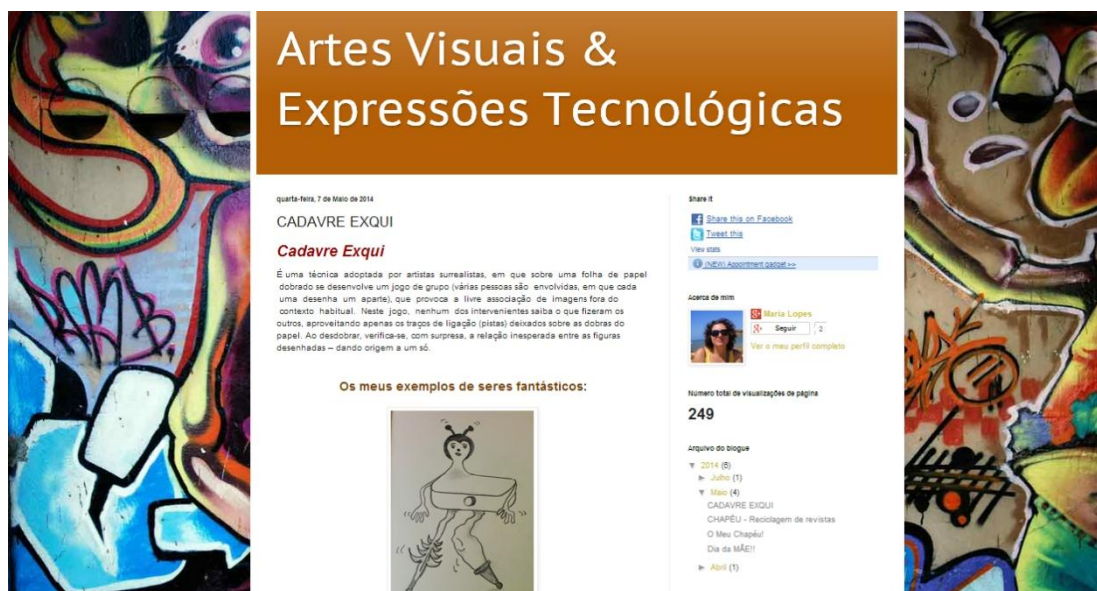 Artes Visuais &
Expressões Tecnológicas
quarta-feira, 7 de Maio de 2014
CADAVRE EXQUI
Cadavre Exqui
É uma técnica adoptada por artistas surrealistas, em que sobre uma folha de papel
dobrado se desenvolve um jogo de grupo (várias pessoas são envolvidas, em que cada
uma desenha um aparte), que provoca a livre associação de imagens fora do
contexto habitual. Neste jogo, nenhum dos intervenientes saiba o que fizeram os
outros, aproveitando apenas os traços de ligação (pistas) deixados sobre as dobras do
papel. Ao desdobrar, verifica-se, com surpresa, a relação inesperada entre as figuras
desenhadas – dando origem a um só.
Os meus exemplos de seres fantásticos:
Share it
Share this on Facebook
Tweet this
View stats
(NEW) Appointment gadget >>
Acerca de mim
Maria Lopes
Seguir 2
Ver o meu perfil completo
Número total de visualizações de página
249
Arquivo do blogue
▼ 2014 (6)
► Julho (1)
▼ Maio (4)
CADAVRE EXQUI
CHAPÉU - Reciclagem de revistas
O Meu Chapéu!
Dia da MÃE!!
► Abril (1)